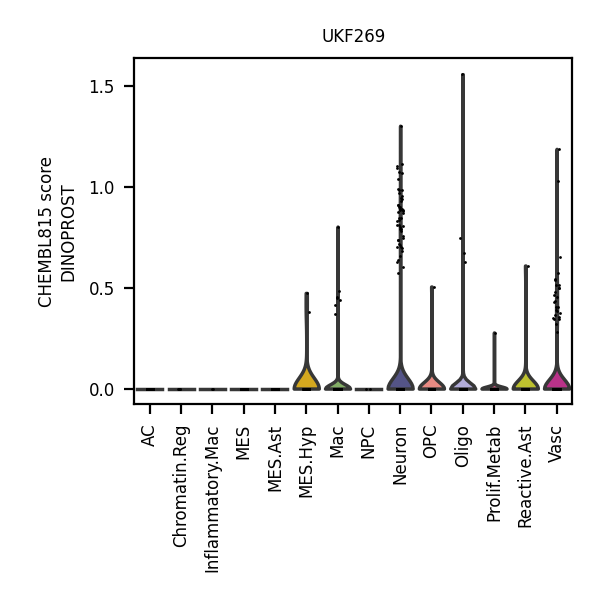 UKF269
CHEMBL815 score
DINOPROST
1.5
1.0
0.5
0.0
AC
Chromatin.Reg
Inflammatory.Mac
MES
MES.Ast
MES.Hyp
Mac
NPC
Neuron
OPC
Oligo
Prolif.Metab
Reactive.Ast
Vasc